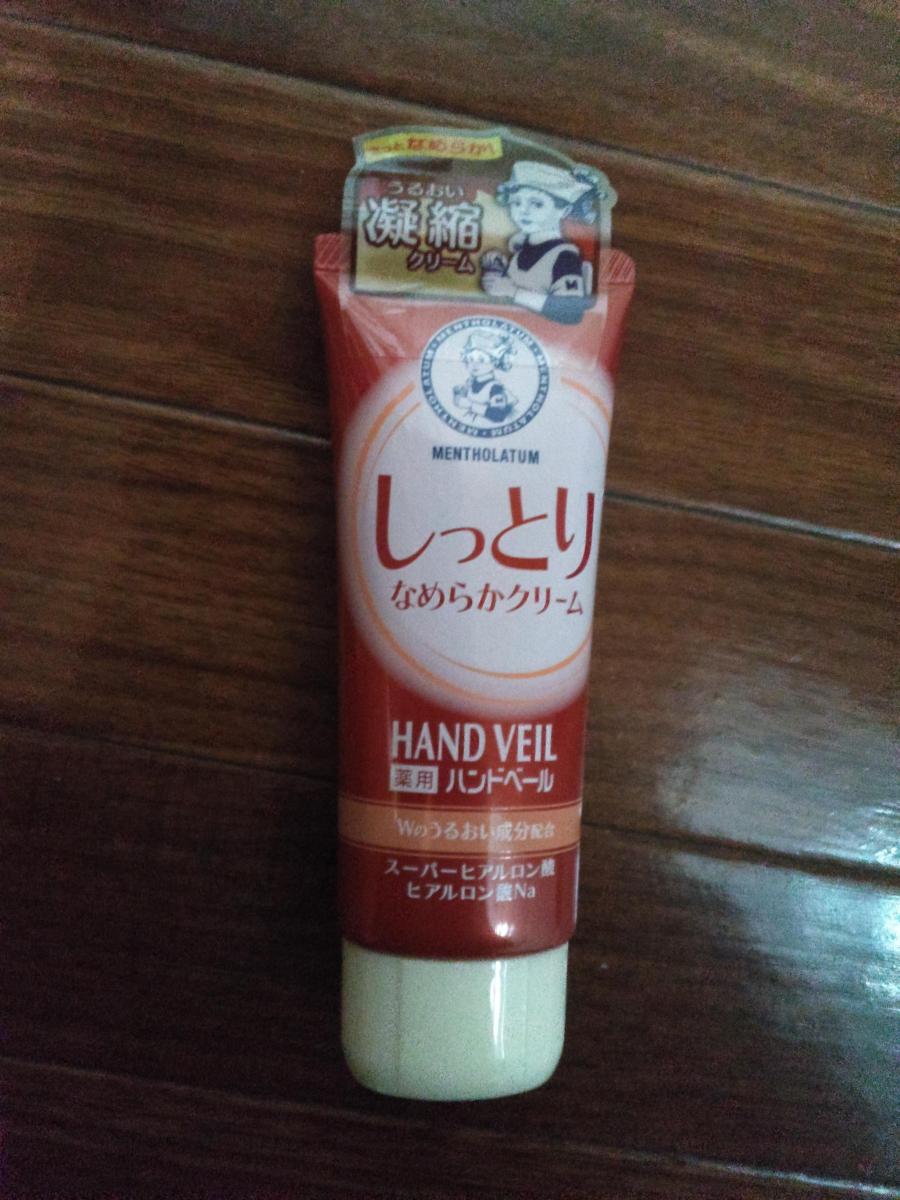 もっとなめらか!
うるおい
凝縮
クリーム
MENTHOLATUM・MENTHOLATUM・MENTHOLATUM・MENTHOLATUM・
MENTHOLATUM
しっとり
なめらかクリーム
HAND VEIL
薬用 ハンドベール
Wのうるおい成分配合
スーパーヒアルロン酸
ヒアルロン酸Na